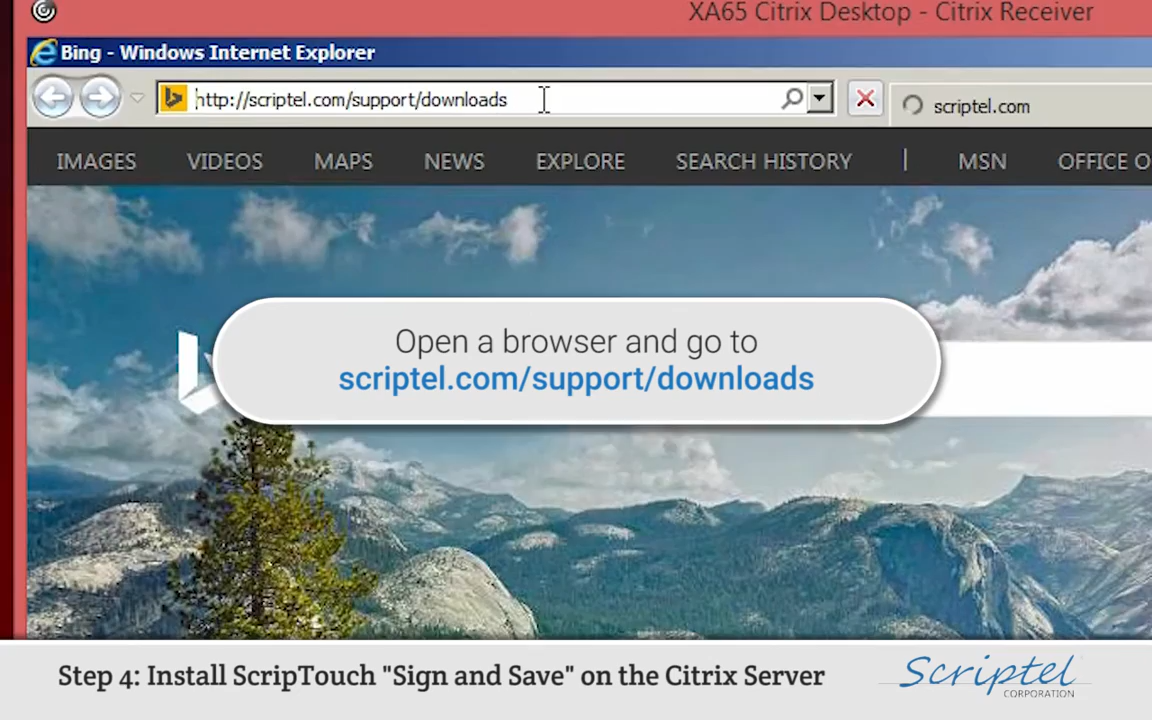 XA65 Citrix Desktop - Citrix Receiver
Bing - Windows Internet Explorer
http://scriptel.com/support/downloads
scriptel.com
IMAGES VIDEOS MAPS NEWS EXPLORE SEARCH HISTORY | MSN OFFICE O
Open a browser and go to
scriptel.com/support/downloads
Step 4: Install ScripTouch "Sign and Save" on the Citrix Server
Scriptel
CORPORATION